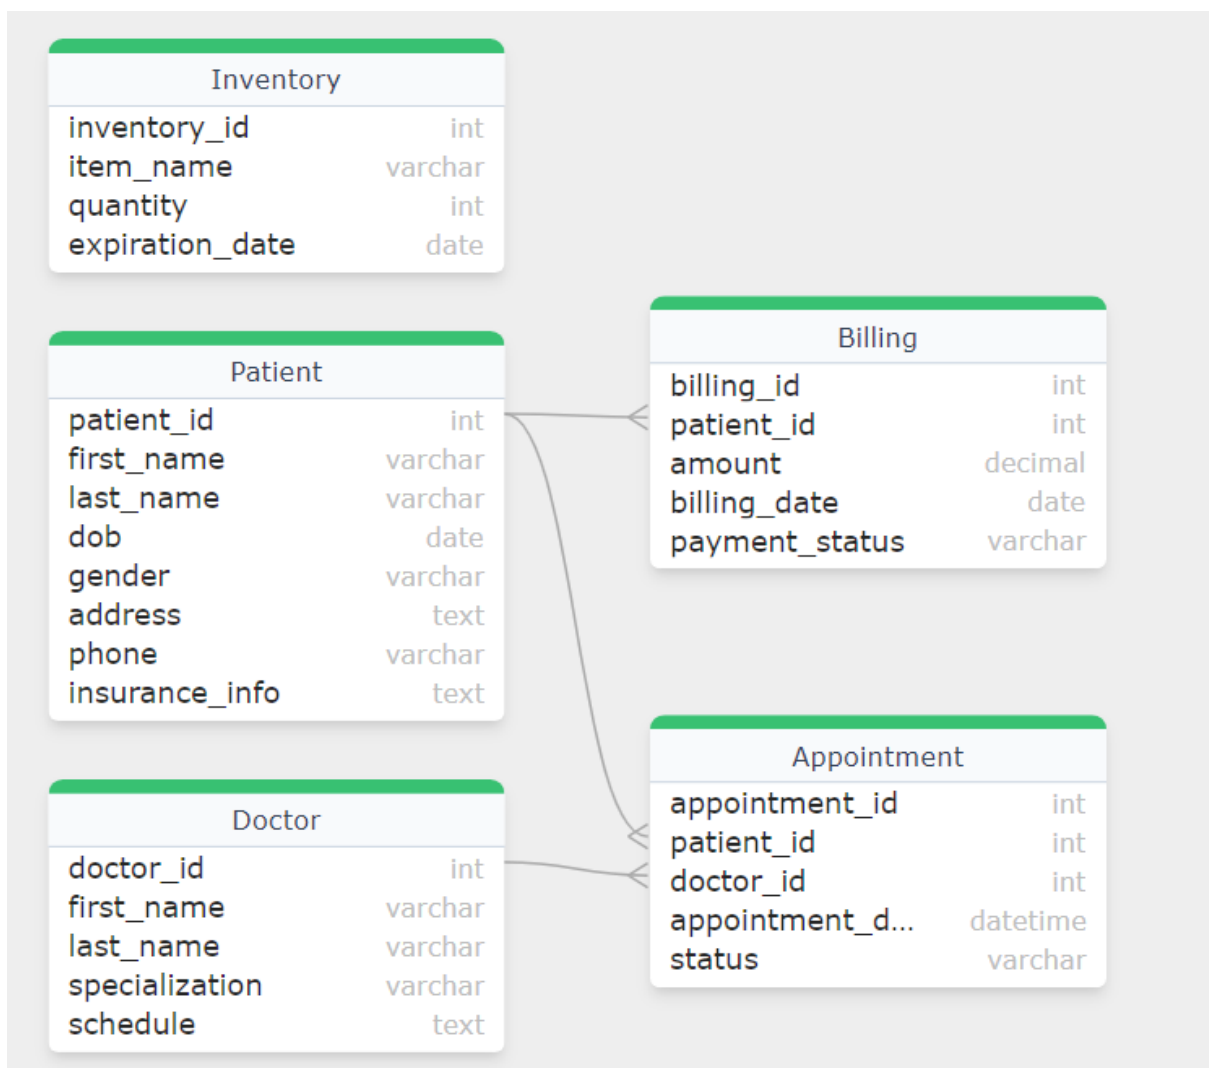 Inventory
inventory_id int
item_name varchar
quantity int
expiration_date date
Patient
patient_id int
first_name varchar
last_name varchar
dob date
gender varchar
address text
phone varchar
insurance_info text
Doctor
doctor_id int
first_name varchar
last_name varchar
specialization varchar
schedule text
Billing
billing_id int
patient_id int
amount decimal
billing_date date
payment_status varchar
Appointment
appointment_id int
patient_id int
doctor_id int
appointment_d... datetime
status varchar